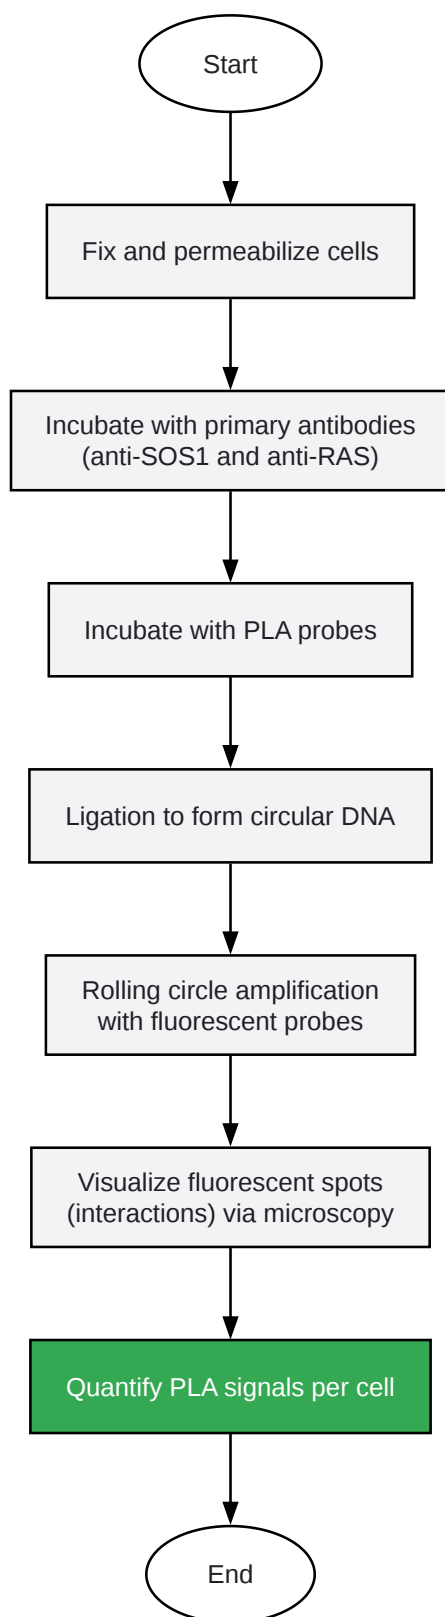 Start
Fix and permeabilize cells
Incubate with primary antibodies
(anti-SOS1 and anti-RAS)
Incubate with PLA probes
Ligation to form circular DNA
Rolling circle amplification
with fluorescent probes
Visualize fluorescent spots
(interactions) via microscopy
Quantify PLA signals per cell
End